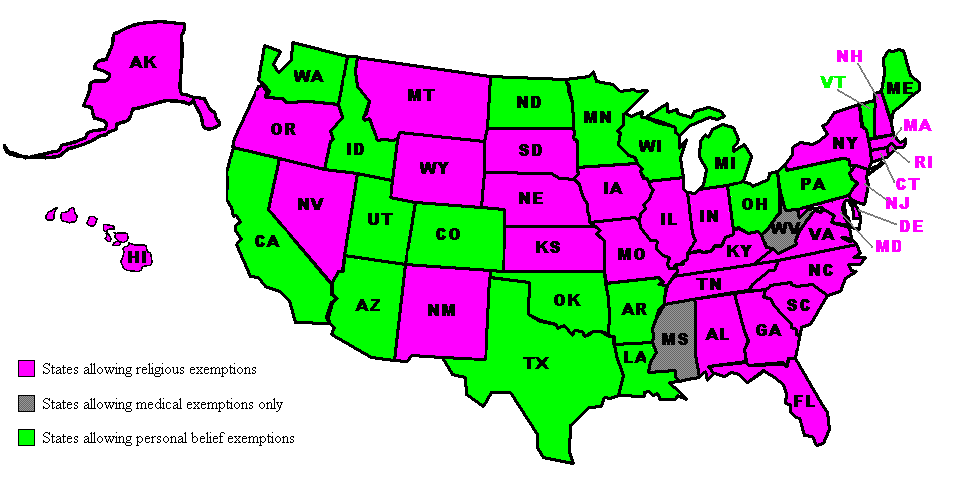 NH
VT
AK
WA
MT
ND
MN
ME
OR
ID
SD
WI
MI
NY
MA
WY
RI
NV
UT
NE
IA
IL
IN
OH
PA
CT
NJ
CA
CO
KS
MO
KY
WV
VA
DE
MD
HI
AZ
NM
OK
AR
TN
NC
SC
TX
LA
MS
AL
GA
FL
States allowing religious exemptions
States allowing medical exemptions only
States allowing personal belief exemptions